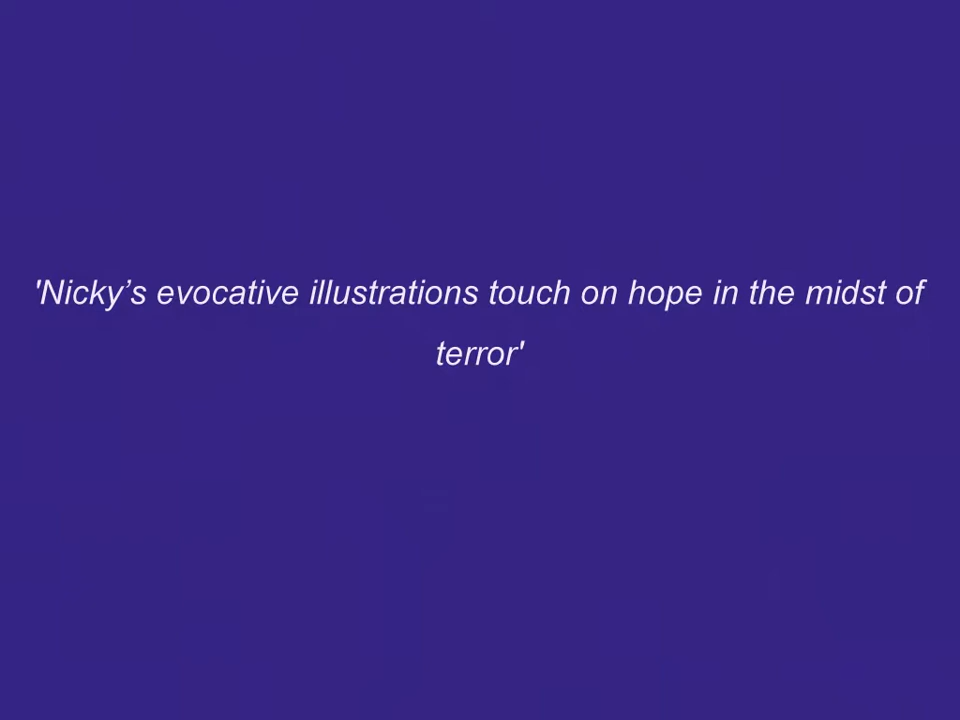 'Nicky’s evocative illustrations touch on hope in the midst of
terror'